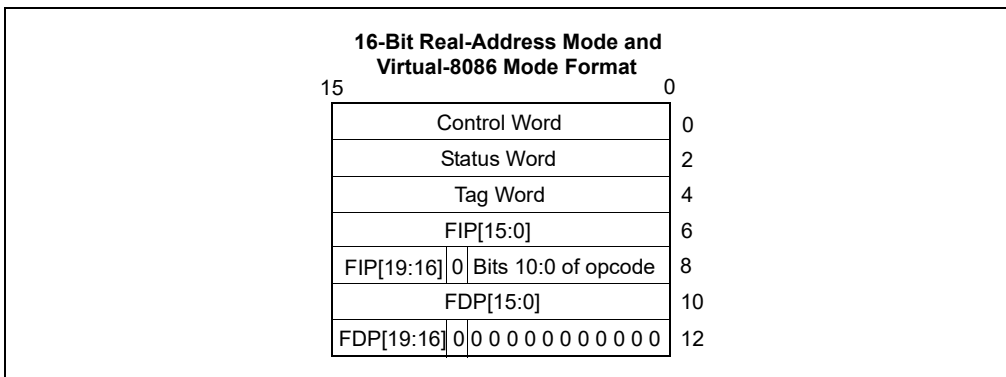 16-Bit Real-Address Mode and
Virtual-8086 Mode Format
15 0
Control Word 0
Status Word 2
Tag Word 4
FIP[15:0] 6
FIP[19:16] 0 Bits 10:0 of opcode 8
FDP[15:0] 10
FDP[19:16] 0 0 0 0 0 0 0 0 0 0 0 0 12